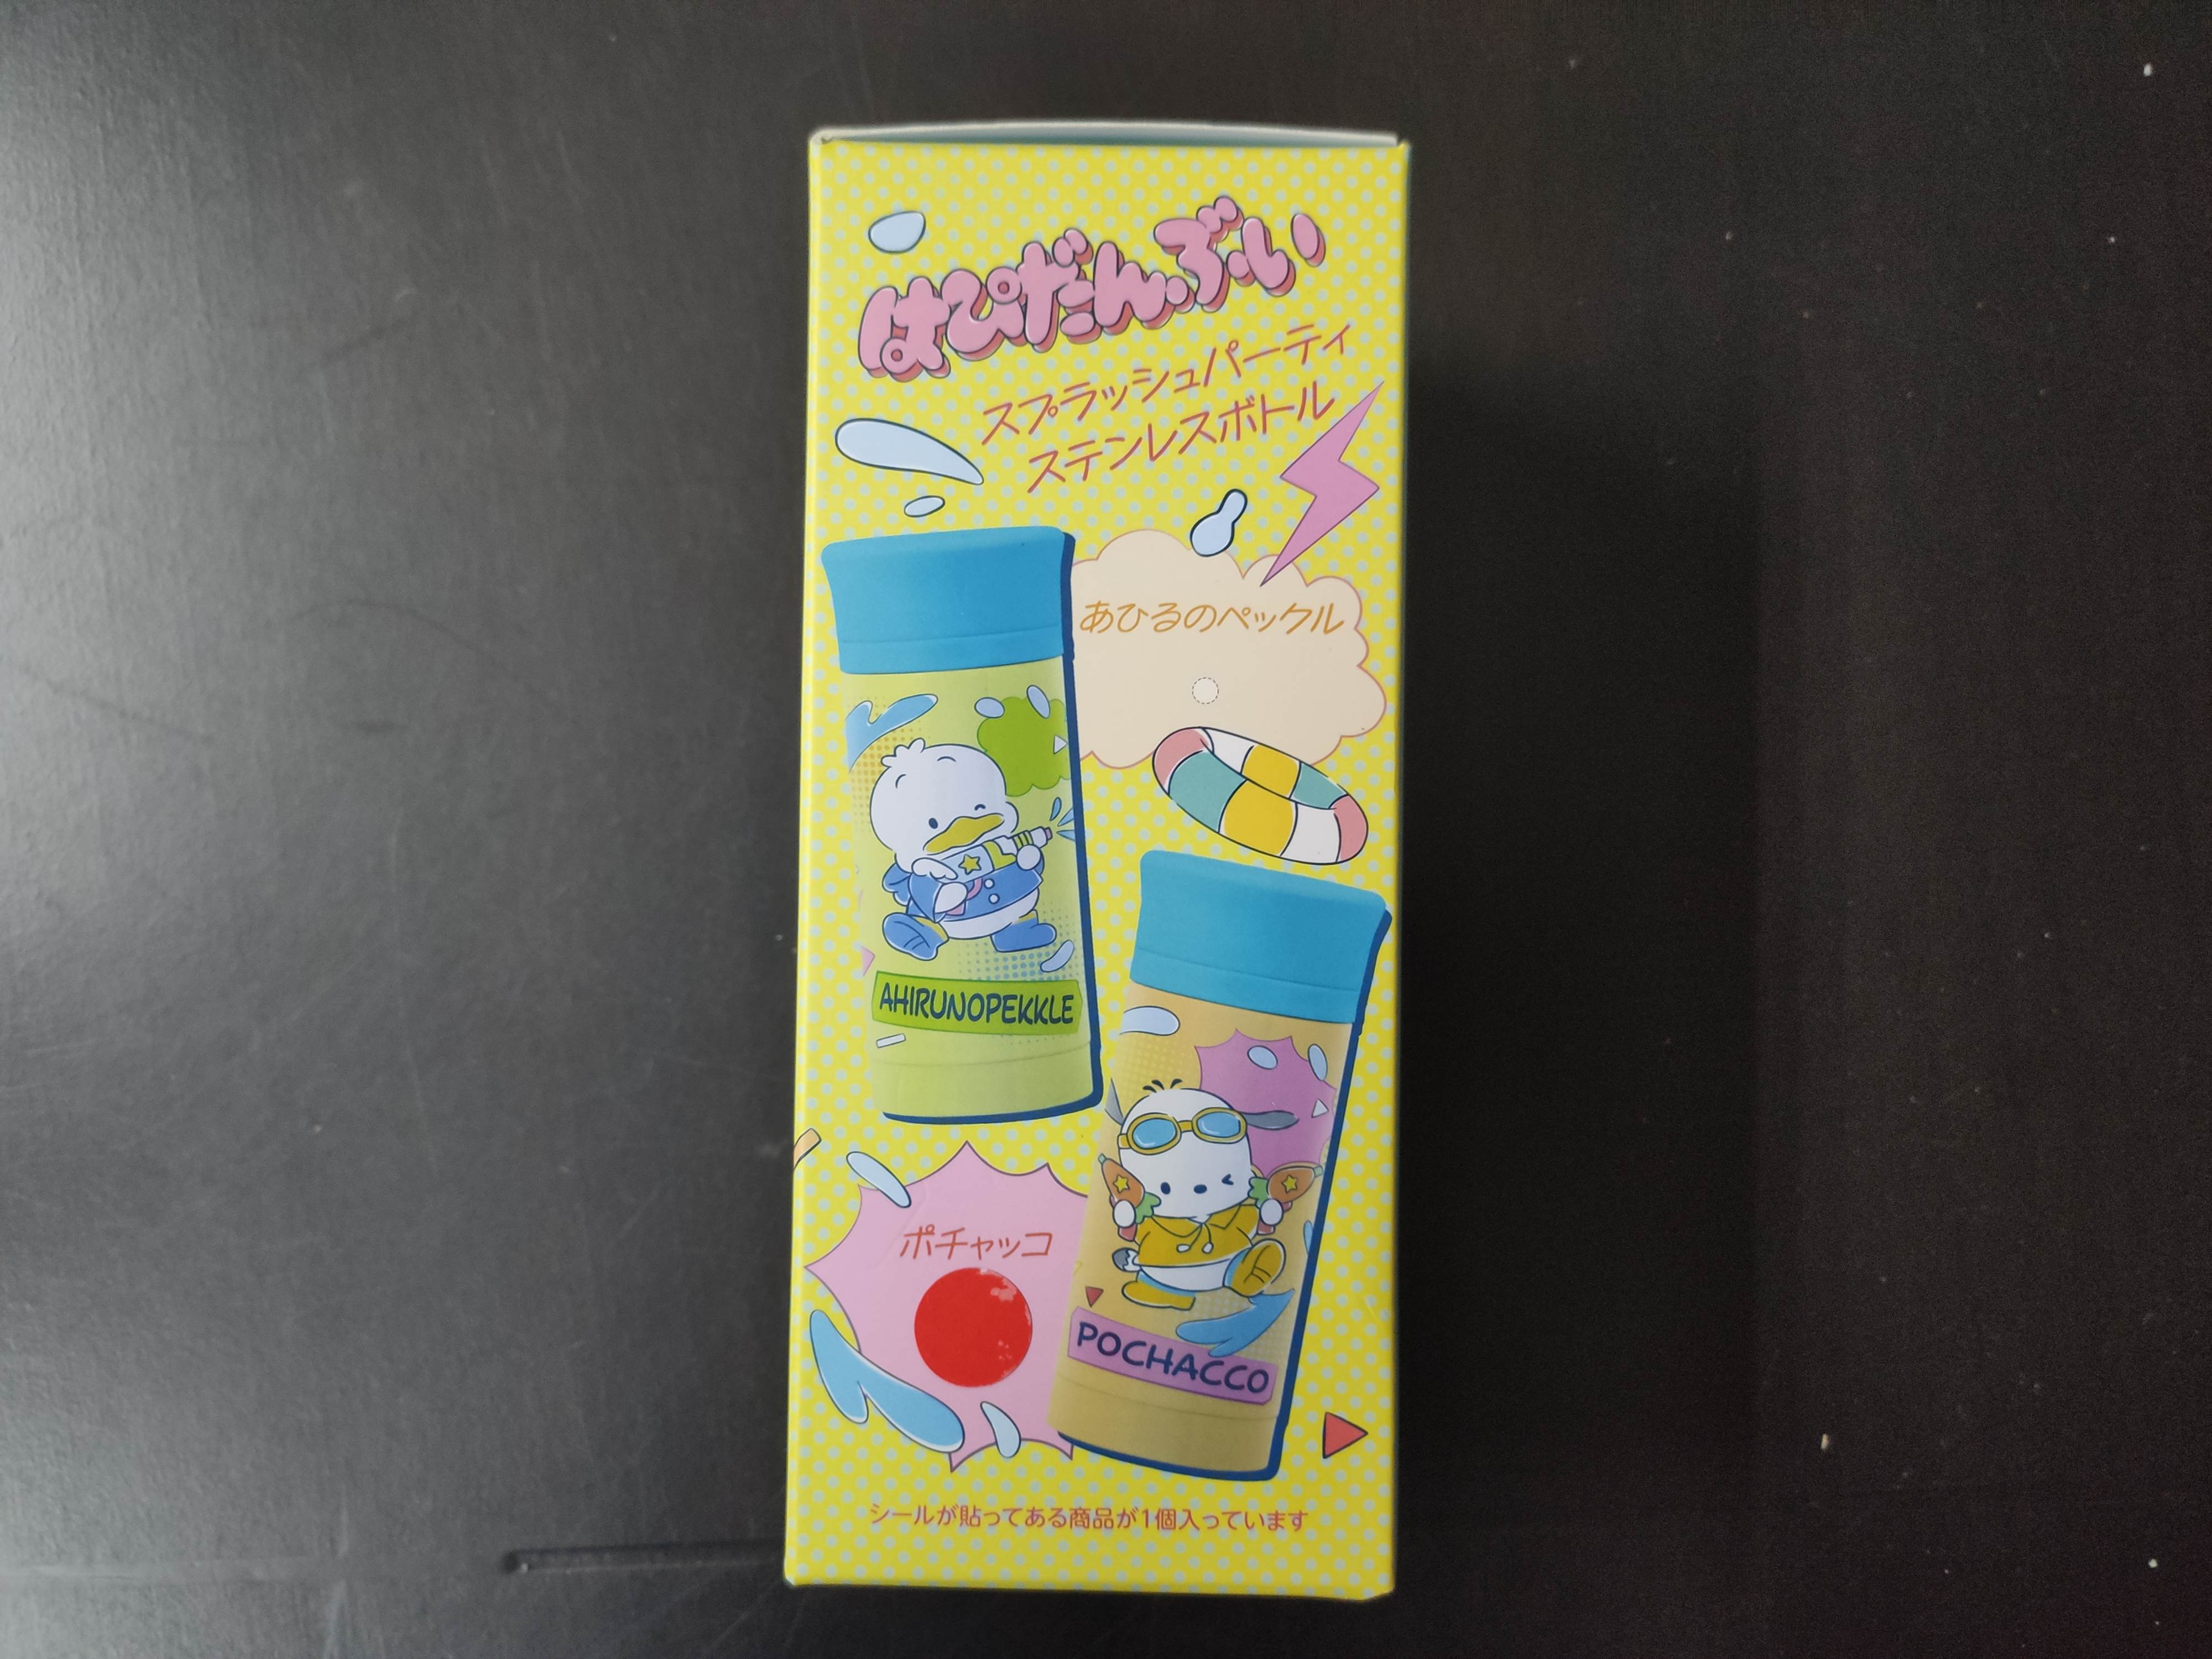 はぴだんぶい
スプラッシュパーティ
ステンレスボトル
あひるのペックル
AHIRUNOPEKKLE
ポチャッコ
POCHACCO
シールが貼ってある商品が1個入っています